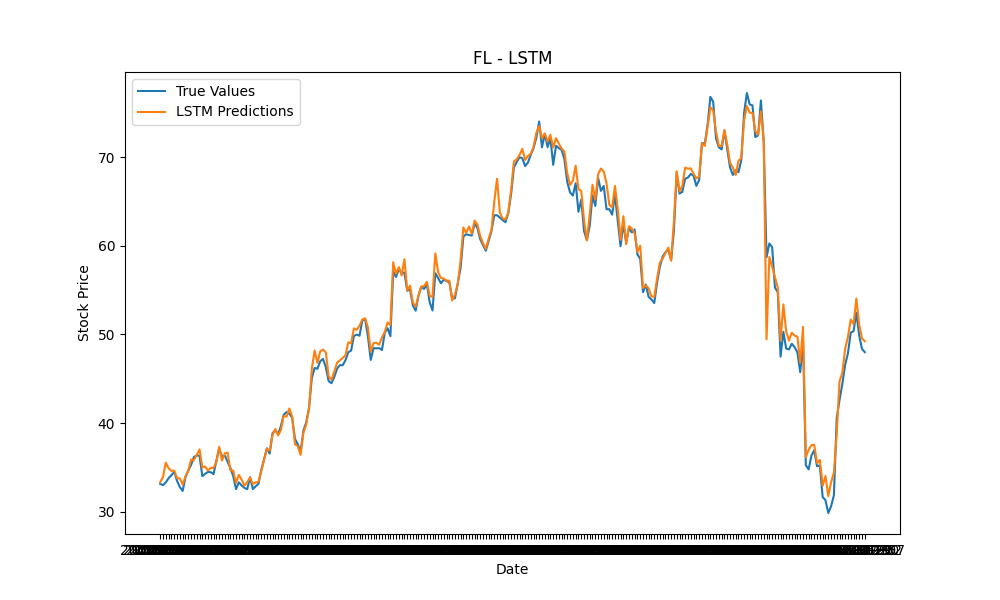 FL - LSTM
True Values
LSTM Predictions
70
60
50
40
30
Stock Price
Date